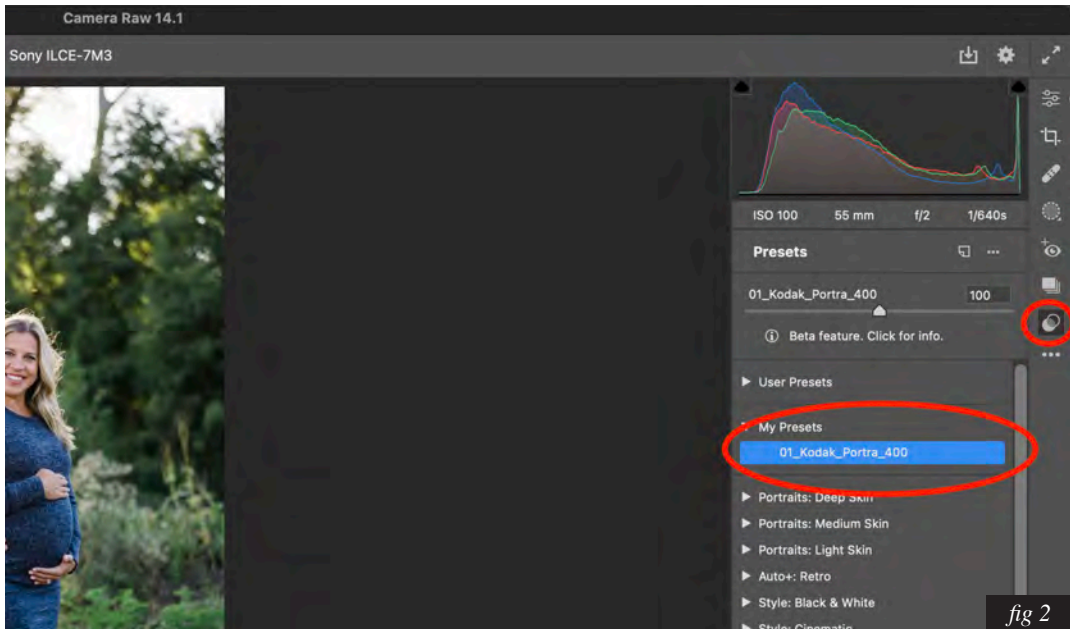 Camera Raw 14.1
Sony ILCE-7M3
ISO 100 55 mm f/2 1/640s
Presets
01_Kodak_Portra_400 100
Beta feature. Click for info.
User Presets
My Presets
01_Kodak_Portra_400
Portraits: Deep Skin
Portraits: Medium Skin
Portraits: Light Skin
Auto+: Retro
Style: Black & White
Style: Cinematic
fig 2